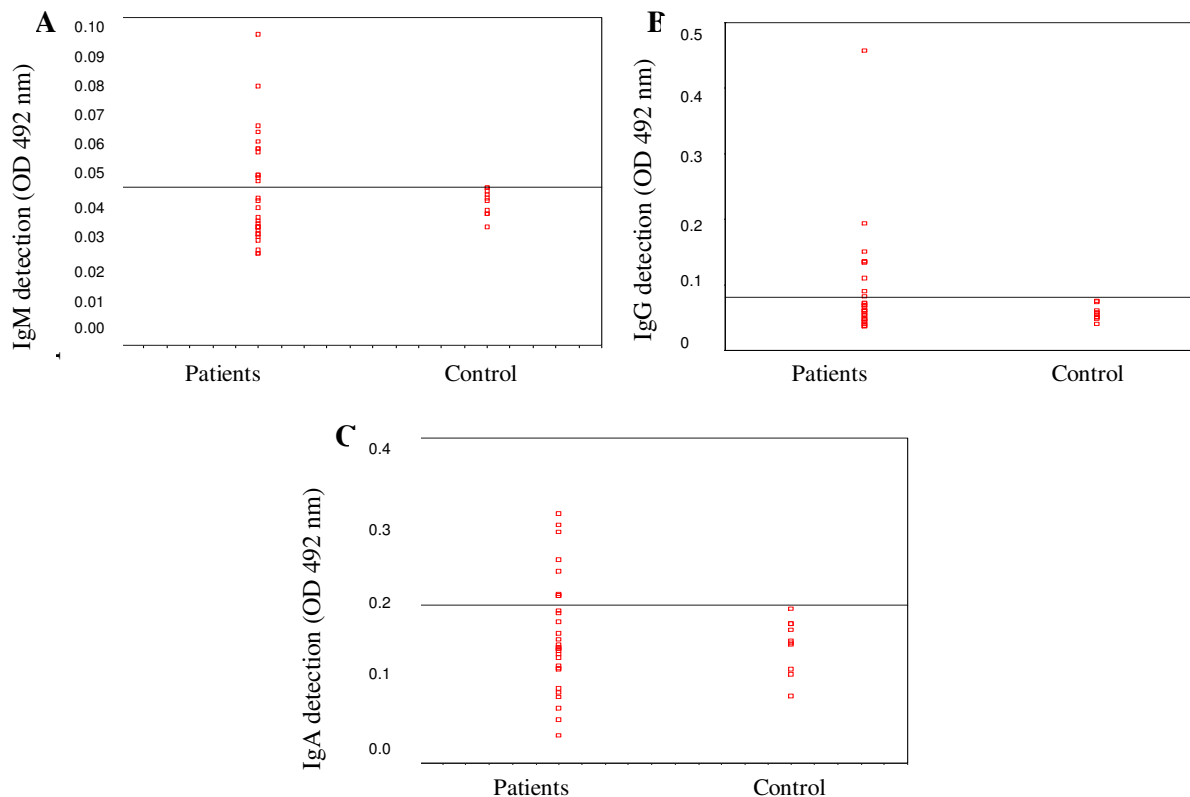 A
IgM detection (OD 492 nm)
0.10
0.09
0.08
0.07
0.06
0.05
0.04
0.03
0.02
0.01
0.00
Patients Control
B
IgG detection (OD 492 nm)
0.5
0.4
0.3
0.2
0.1
0
Patients Control
C
IgA detection (OD 492 nm)
0.4
0.3
0.2
0.1
0.0
Patients Control